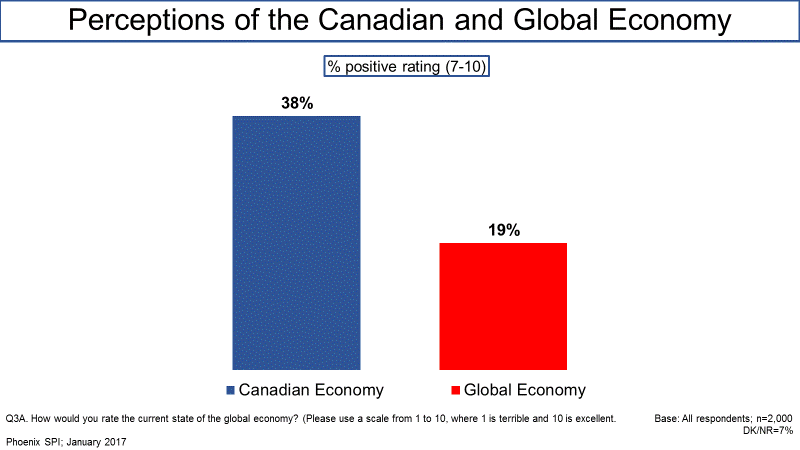 Perceptions of the Canadian and Global Economy
% positive rating (7-10)
38%
19%
Canadian Economy
Global Economy
Q3A. How would you rate the current state of the global economy? (Please use a scale from 1 to 10, where 1 is terrible and 10 is excellent.
Base: All respondents; n=2,000
DK/NR=7%
Phoenix SPI; January 2017